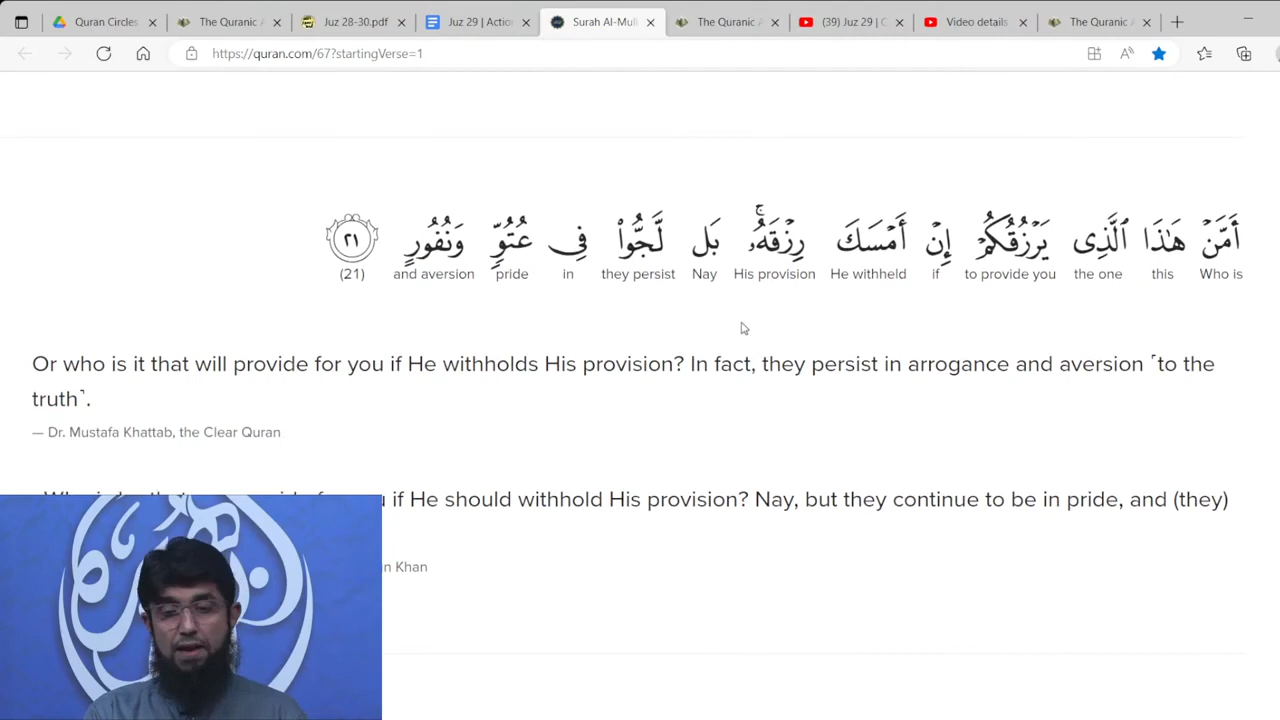 Quran Circles
The Quranic A
Juz 28-30.pdf
Juz 29 | Action
Surah Al-Mulk
The Quranic A
(39) Juz 29 | C
Video details
The Quranic A
https://quran.com/67?startingVerse=1
أَمَّنْ هَـٰذَا ٱلَّذِى يَرْزُقُكُمْ إِنْ أَمْسَكَ رِزْقَهُۥ ۚ بَل لَّجُّوا۟ فِى عُتُوٍّ وَنُفُورٍ ٢١
Who is this the one to provide you if He withheld His provision Nay they persist in pride and aversion (21)
Or who is it that will provide for you if He withholds His provision? In fact, they persist in arrogance and aversion ˹to the
truth˺.
— Dr. Mustafa Khattab, the Clear Quran
if He should withhold His provision? Nay, but they continue to be in pride, and (they)
n Khan